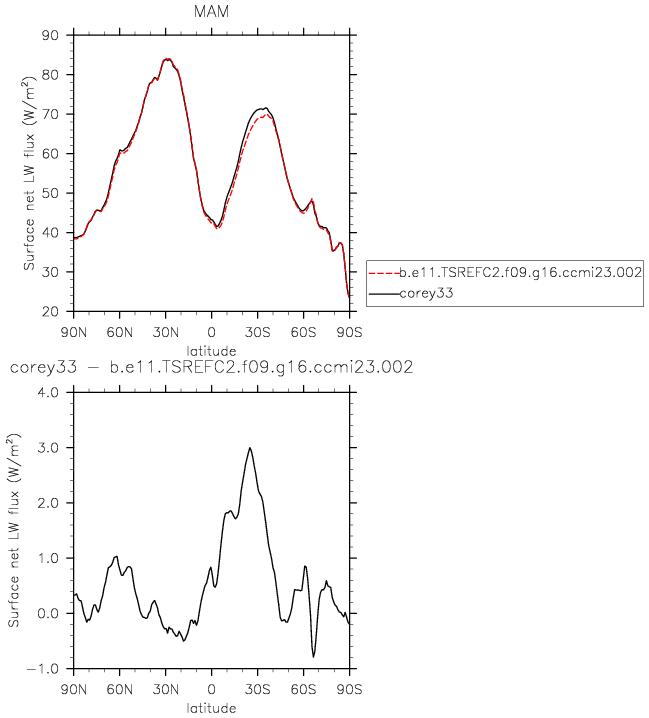 MAM
Surface net LW flux (W/m²)
90
80
70
60
50
40
30
20
90N 60N 30N 0 30S 60S 90S
latitude
b.e11.TSREFC2.f09.g16.ccmi23.002
corey33
corey33 − b.e11.TSREFC2.f09.g16.ccmi23.002
Surface net LW flux (W/m²)
4.0
3.0
2.0
1.0
0.0
−1.0
90N 60N 30N 0 30S 60S 90S
latitude